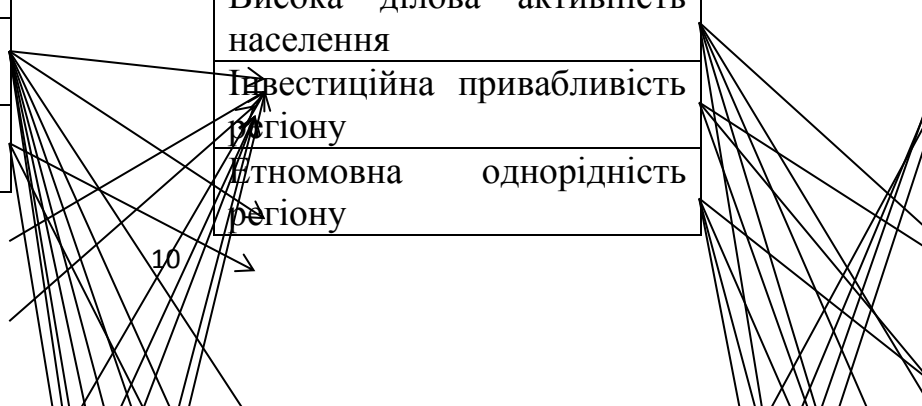 Висока ділова активність
населення
Інвестиційна привабливість
регіону
Етномовна однорідність
регіону
10